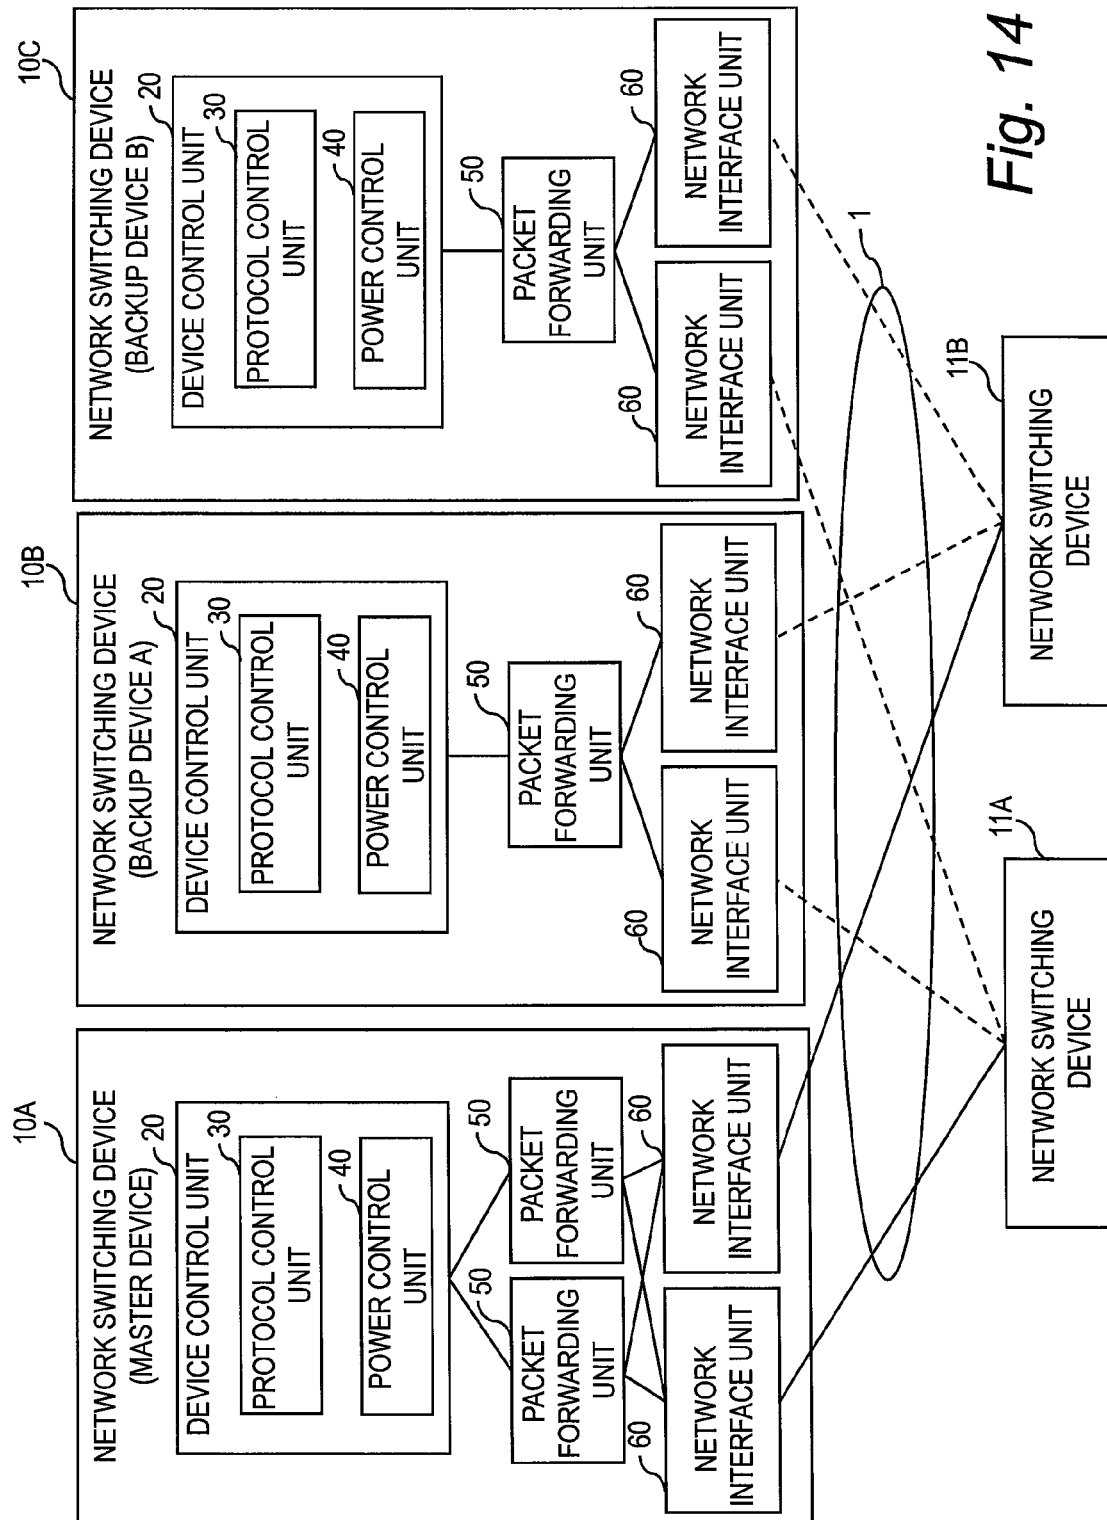 10A
NETWORK SWITCHING DEVICE
(MASTER DEVICE)
20
DEVICE CONTROL UNIT
30
PROTOCOL CONTROL
UNIT
40
POWER CONTROL
UNIT
50
PACKET
FORWARDING
UNIT
50
PACKET
FORWARDING
UNIT
60
NETWORK
INTERFACE UNIT
60
NETWORK
INTERFACE UNIT
10B
NETWORK SWITCHING DEVICE
(BACKUP DEVICE A)
20
DEVICE CONTROL UNIT
30
PROTOCOL CONTROL
UNIT
40
POWER CONTROL
UNIT
50
PACKET
FORWARDING
UNIT
60
NETWORK
INTERFACE UNIT
60
NETWORK
INTERFACE UNIT
10C
NETWORK SWITCHING DEVICE
(BACKUP DEVICE B)
20
DEVICE CONTROL UNIT
30
PROTOCOL CONTROL
UNIT
40
POWER CONTROL
UNIT
50
PACKET
FORWARDING
UNIT
60
NETWORK
INTERFACE UNIT
60
NETWORK
INTERFACE UNIT
1
11A
NETWORK SWITCHING
DEVICE
11B
NETWORK SWITCHING
DEVICE
Fig. 14